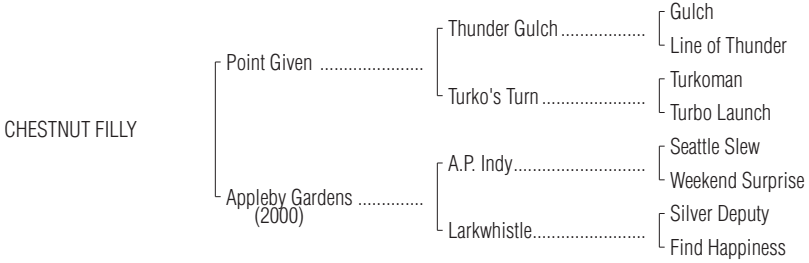 Gulch
Thunder Gulch ..................
Line of Thunder
Point Given ......................
Turkoman
Turko's Turn ......................
Turbo Launch
CHESTNUT FILLY
Seattle Slew
A.P. Indy............................
Weekend Surprise
Appleby Gardens ..............
(2000)
Silver Deputy
Larkwhistle........................
Find Happiness